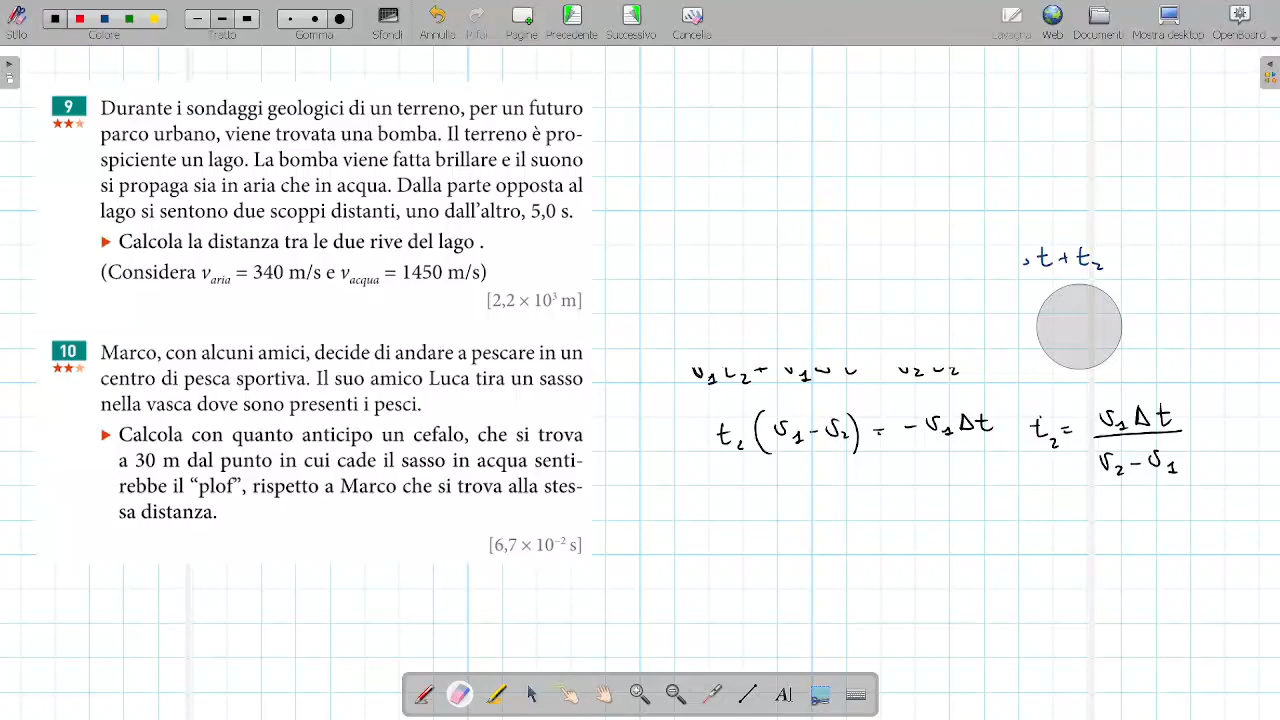 Stilo Colore Tratto Gomma Sfondi Annulla Rifai Pagine Precedente Successivo Cancella Lavagna Web Documenti Mostra desktop OpenBoard
9 Durante i sondaggi geologici di un terreno, per un futuro
parco urbano, viene trovata una bomba. Il terreno è pro-
spiciente un lago. La bomba viene fatta brillare e il suono
si propaga sia in aria che in acqua. Dalla parte opposta al
lago si sentono due scoppi distanti, uno dall'altro, 5,0 s.
Calcola la distanza tra le due rive del lago .
(Considera v_aria = 340 m/s e v_acqua = 1450 m/s)
[2,2 × 10³ m]
10 Marco, con alcuni amici, decide di andare a pescare in un
centro di pesca sportiva. Il suo amico Luca tira un sasso
nella vasca dove sono presenti i pesci.
Calcola con quanto anticipo un cefalo, che si trova
a 30 m dal punto in cui cade il sasso in acqua senti-
rebbe il "plof", rispetto a Marco che si trova alla stes-
sa distanza.
[6,7 × 10⁻² s]
t + t₂
t₂ (v₁ - v₂) = - v₁ Δt t₂ = v₁ Δt / v₂ - v₁
AI